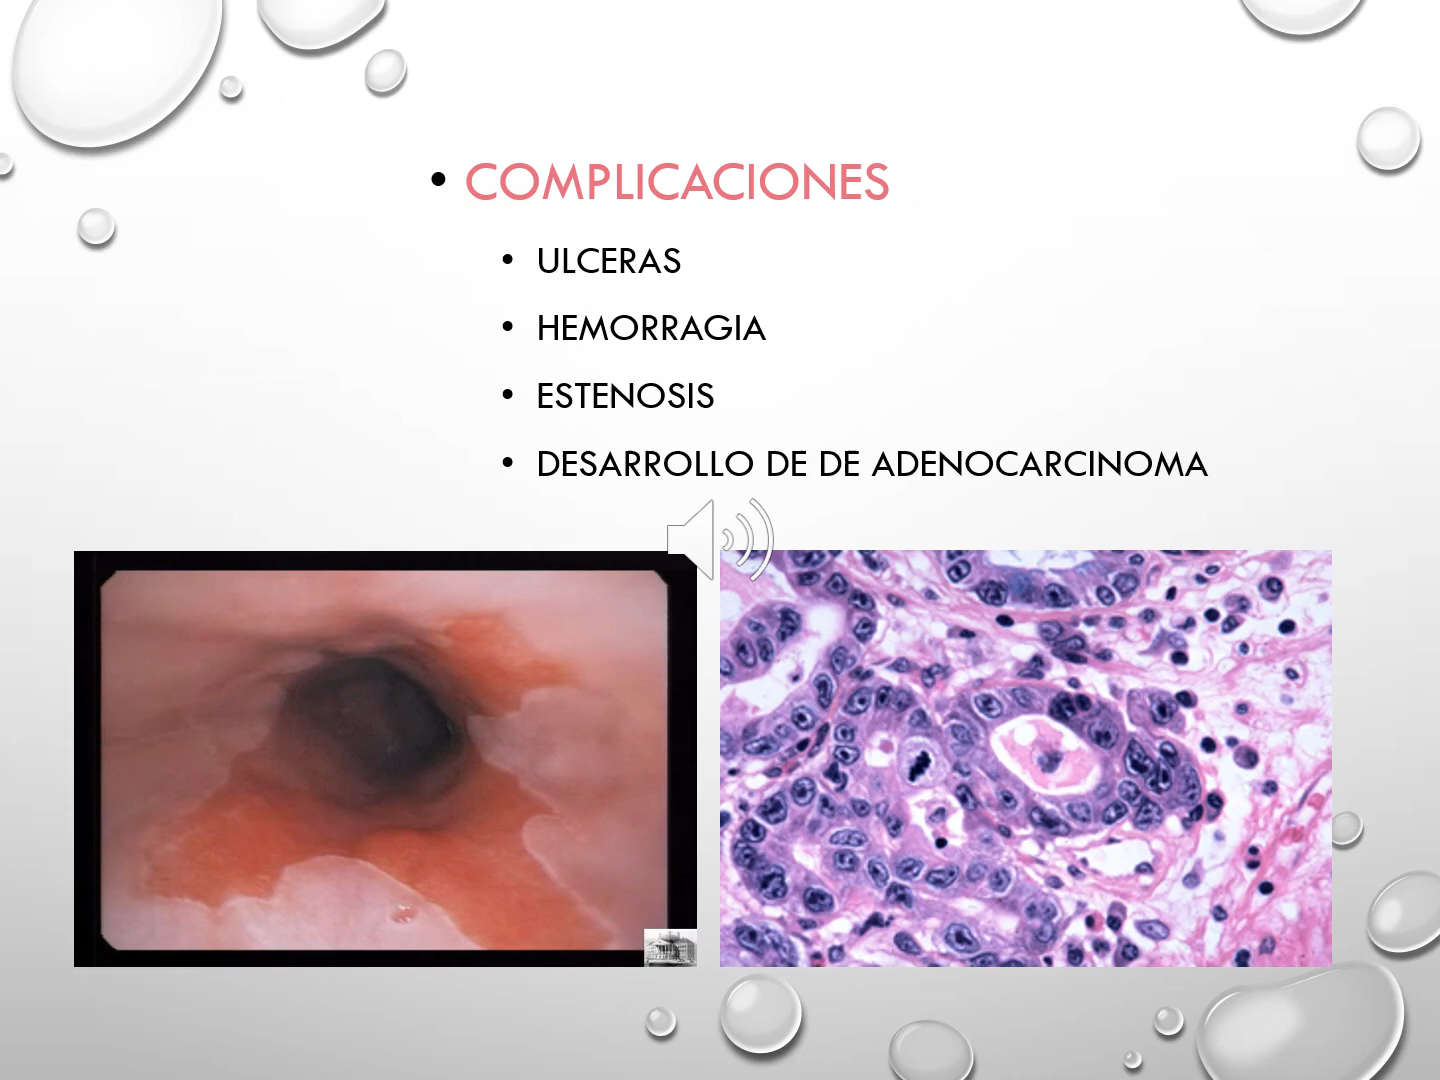 • COMPLICACIONES
• ULCERAS
• HEMORRAGIA
• ESTENOSIS
• DESARROLLO DE DE ADENOCARCINOMA